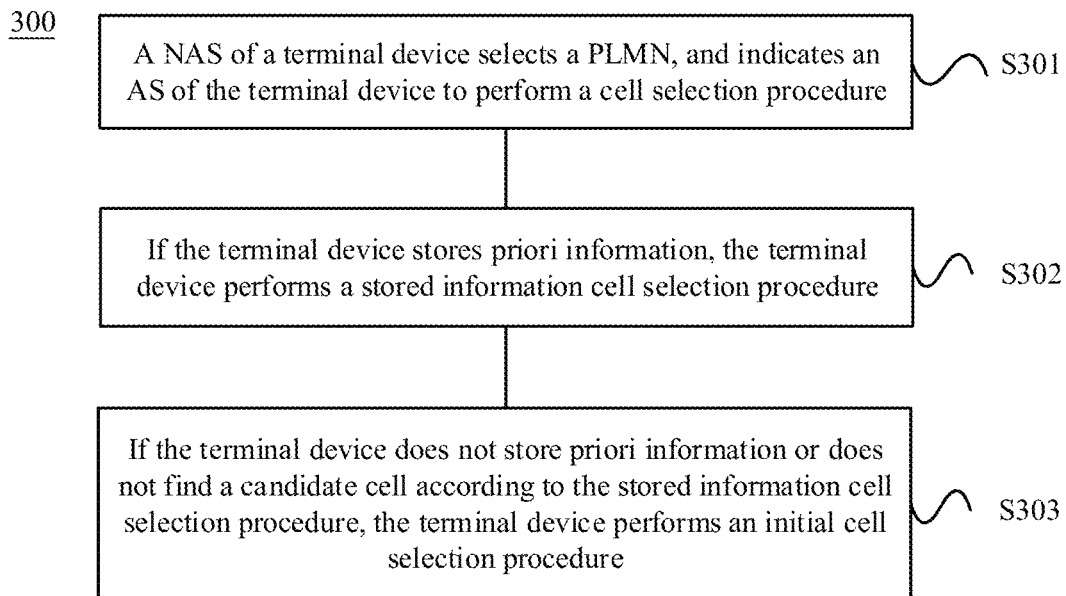 300
A NAS of a terminal device selects a PLMN, and indicates an
AS of the terminal device to perform a cell selection procedure
S301
If the terminal device stores priori information, the terminal
device performs a stored information cell selection procedure
S302
If the terminal device does not store priori information or does
not find a candidate cell according to the stored information cell
selection procedure, the terminal device performs an initial cell
selection procedure
S303